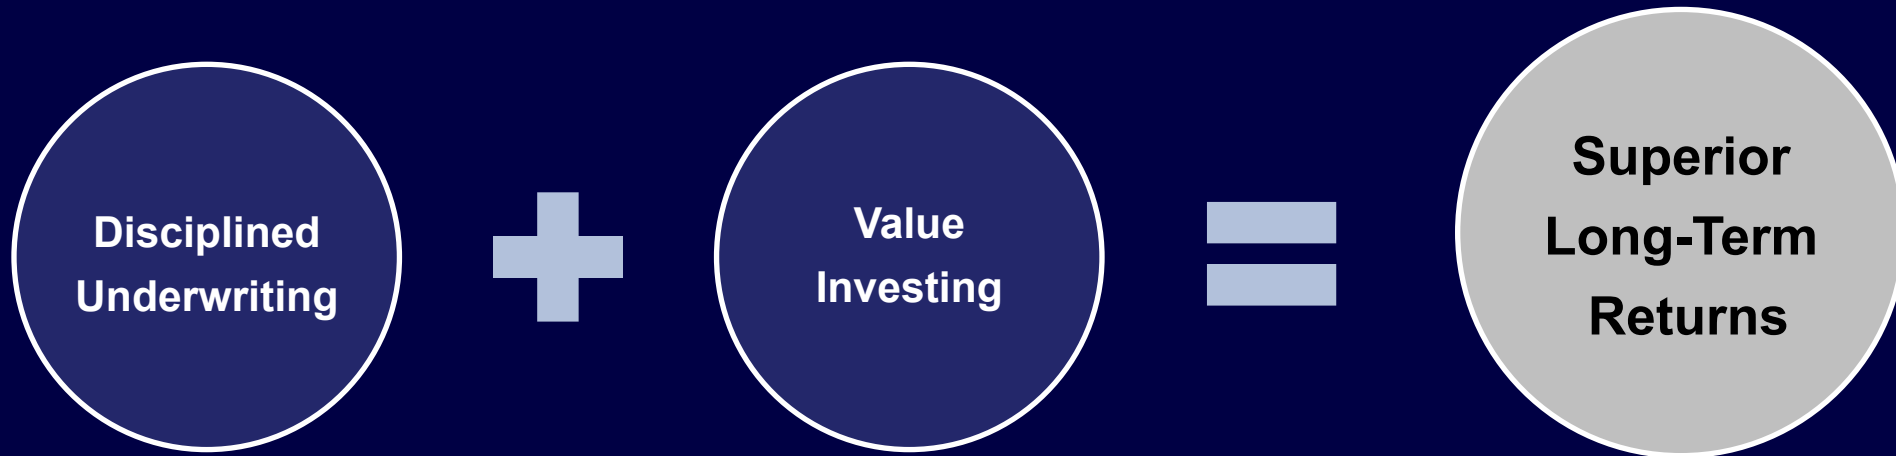 Disciplined
Underwriting
Value
Investing
Superior
Long-Term
Returns